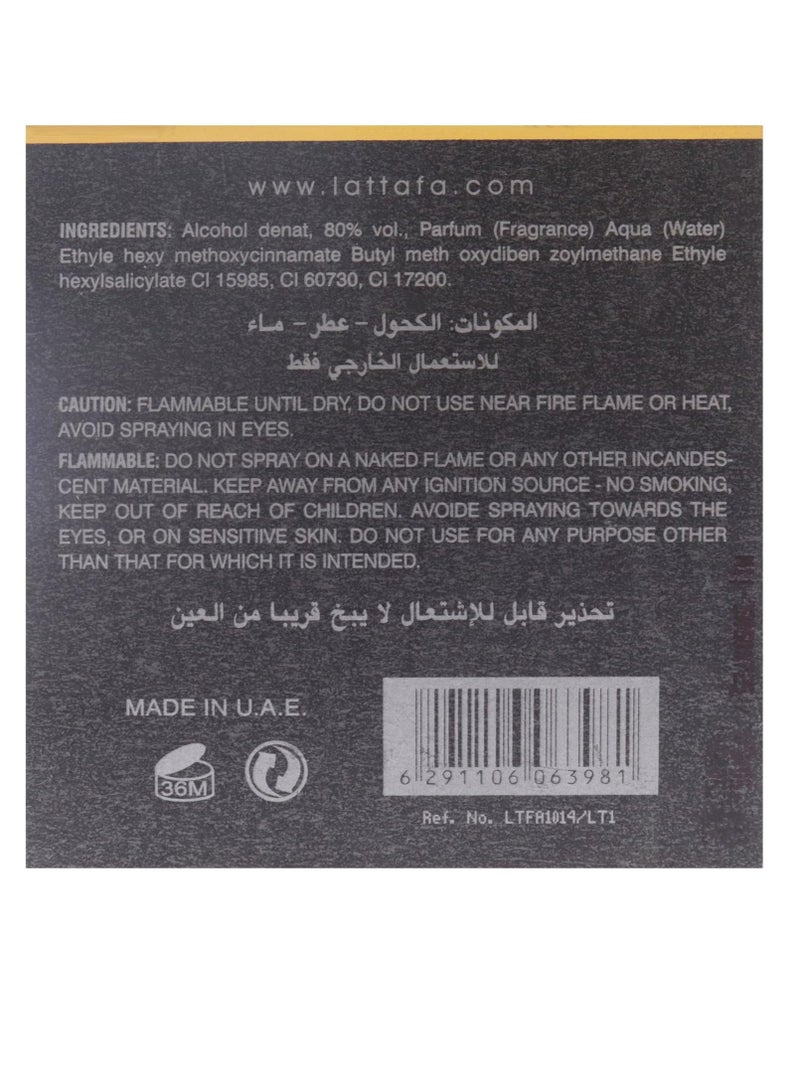 www.lattafa.com
INGREDIENTS: Alcohol denat, 80% vol., Parfum (Fragrance) Aqua (Water)
Ethyle hexy methoxycinnamate Butyl meth oxydiben zoylmethane Ethyle
hexylsalicylate CI 15985, CI 60730, CI 17200.
المكونات: الكحول - عطر - ماء
للاستعمال الخارجي فقط
CAUTION: FLAMMABLE UNTIL DRY, DO NOT USE NEAR FIRE FLAME OR HEAT,
AVOID SPRAYING IN EYES.
FLAMMABLE: DO NOT SPRAY ON A NAKED FLAME OR ANY OTHER INCANDES-
CENT MATERIAL. KEEP AWAY FROM ANY IGNITION SOURCE - NO SMOKING,
KEEP OUT OF REACH OF CHILDREN. AVOIDE SPRAYING TOWARDS THE
EYES, OR ON SENSITIIVE SKIN. DO NOT USE FOR ANY PURPOSE OTHER
THAN THAT FOR WHICH IT IS INTENDED.
تحذير قابل للإشتعال لا يبخ قريبا من العين
MADE IN U.A.E.
36M
6 291106 063981
Ref. No. LTFA1014/LT1